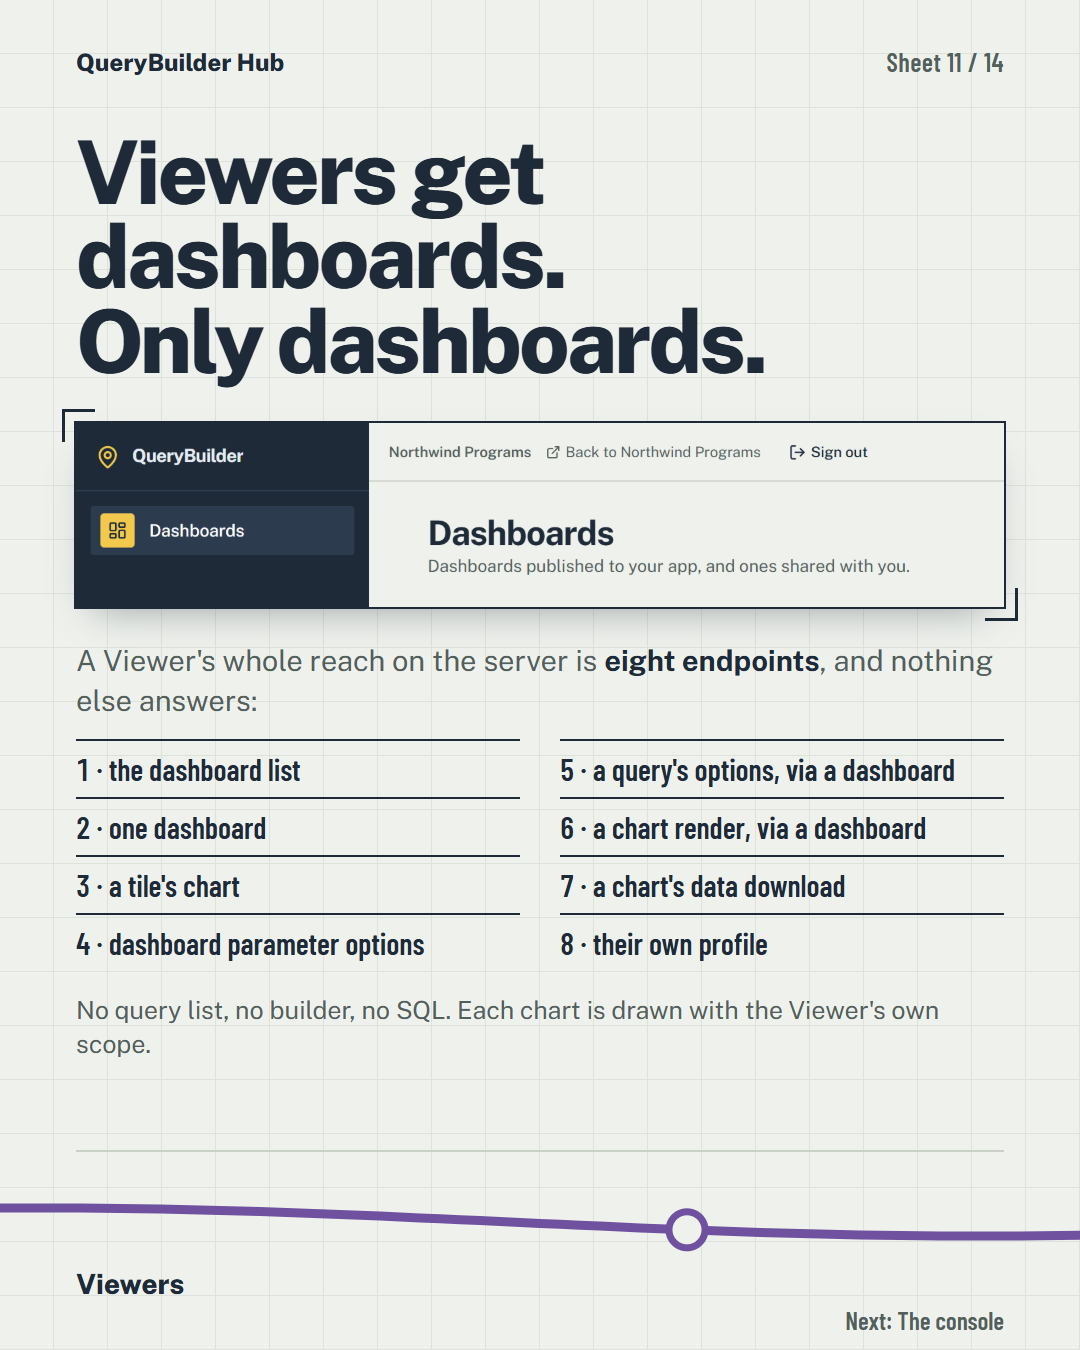 QueryBuilder Hub
Sheet 11 / 14
Viewers get
dashboards.
Only dashboards.
QueryBuilder
Northwind Programs
Back to Northwind Programs
Sign out
Dashboards
Dashboards
Dashboards published to your app, and ones shared with you.
A Viewer's whole reach on the server is eight endpoints, and nothing
else answers:
1 · the dashboard list
2 · one dashboard
3 · a tile's chart
4 · dashboard parameter options
5 · a query's options, via a dashboard
6 · a chart render, via a dashboard
7 · a chart's data download
8 · their own profile
No query list, no builder, no SQL. Each chart is drawn with the Viewer's own
scope.
Viewers
Next: The console